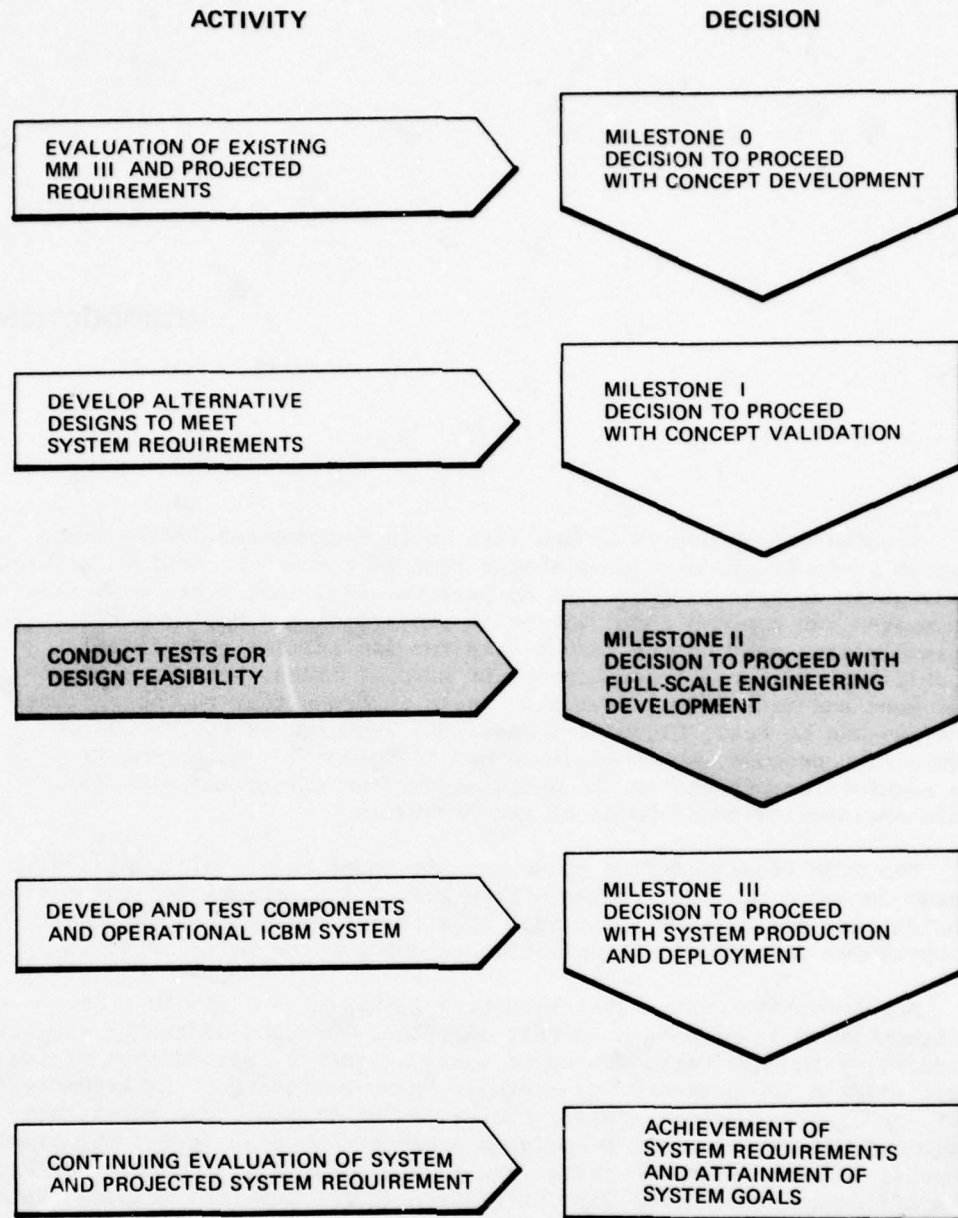 ACTIVITY
DECISION
EVALUATION OF EXISTING
MM III AND PROJECTED
REQUIREMENTS
MILESTONE 0
DECISION TO PROCEED
WITH CONCEPT DEVELOPMENT
DEVELOP ALTERNATIVE
DESIGNS TO MEET
SYSTEM REQUIREMENTS
MILESTONE I
DECISION TO PROCEED
WITH CONCEPT VALIDATION
CONDUCT TESTS FOR
DESIGN FEASIBILITY
MILESTONE II
DECISION TO PROCEED WITH
FULL-SCALE ENGINEERING
DEVELOPMENT
DEVELOP AND TEST COMPONENTS
AND OPERATIONAL ICBM SYSTEM
MILESTONE III
DECISION TO PROCEED
WITH SYSTEM PRODUCTION
AND DEPLOYMENT
CONTINUING EVALUATION OF SYSTEM
AND PROJECTED SYSTEM REQUIREMENT
ACHIEVEMENT OF
SYSTEM REQUIREMENTS
AND ATTAINMENT OF
SYSTEM GOALS